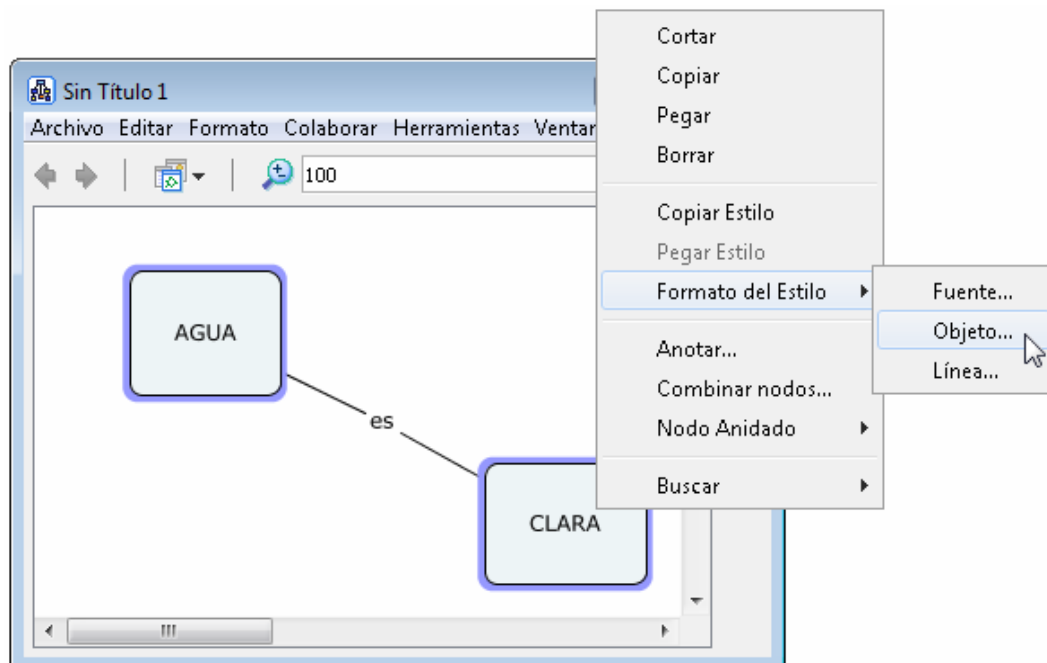 Sin Título 1
Archivo Editar Formato Colaborar Herramientas Ventan
100
AGUA
es
CLARA
Cortar
Copiar
Pegar
Borrar
Copiar Estilo
Pegar Estilo
Formato del Estilo
Anotar...
Combinar nodos...
Nodo Anidado
Buscar
Fuente...
Objeto...
Línea...